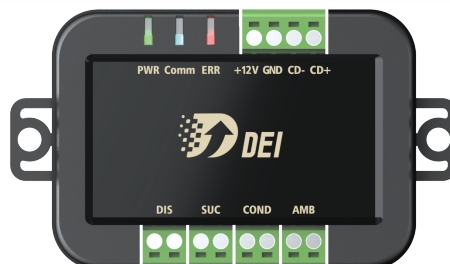 PWR Comm ERR +12V GND CD- CD+
DEI
DIS SUC COND AMB